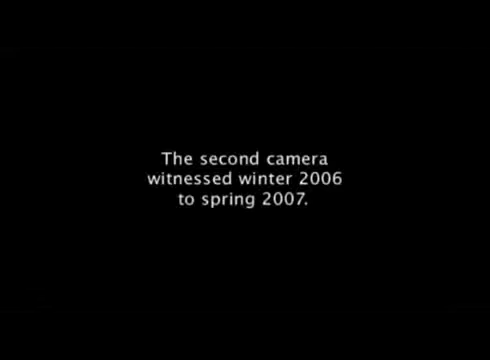 The second camera
witnessed winter 2006
to spring 2007.